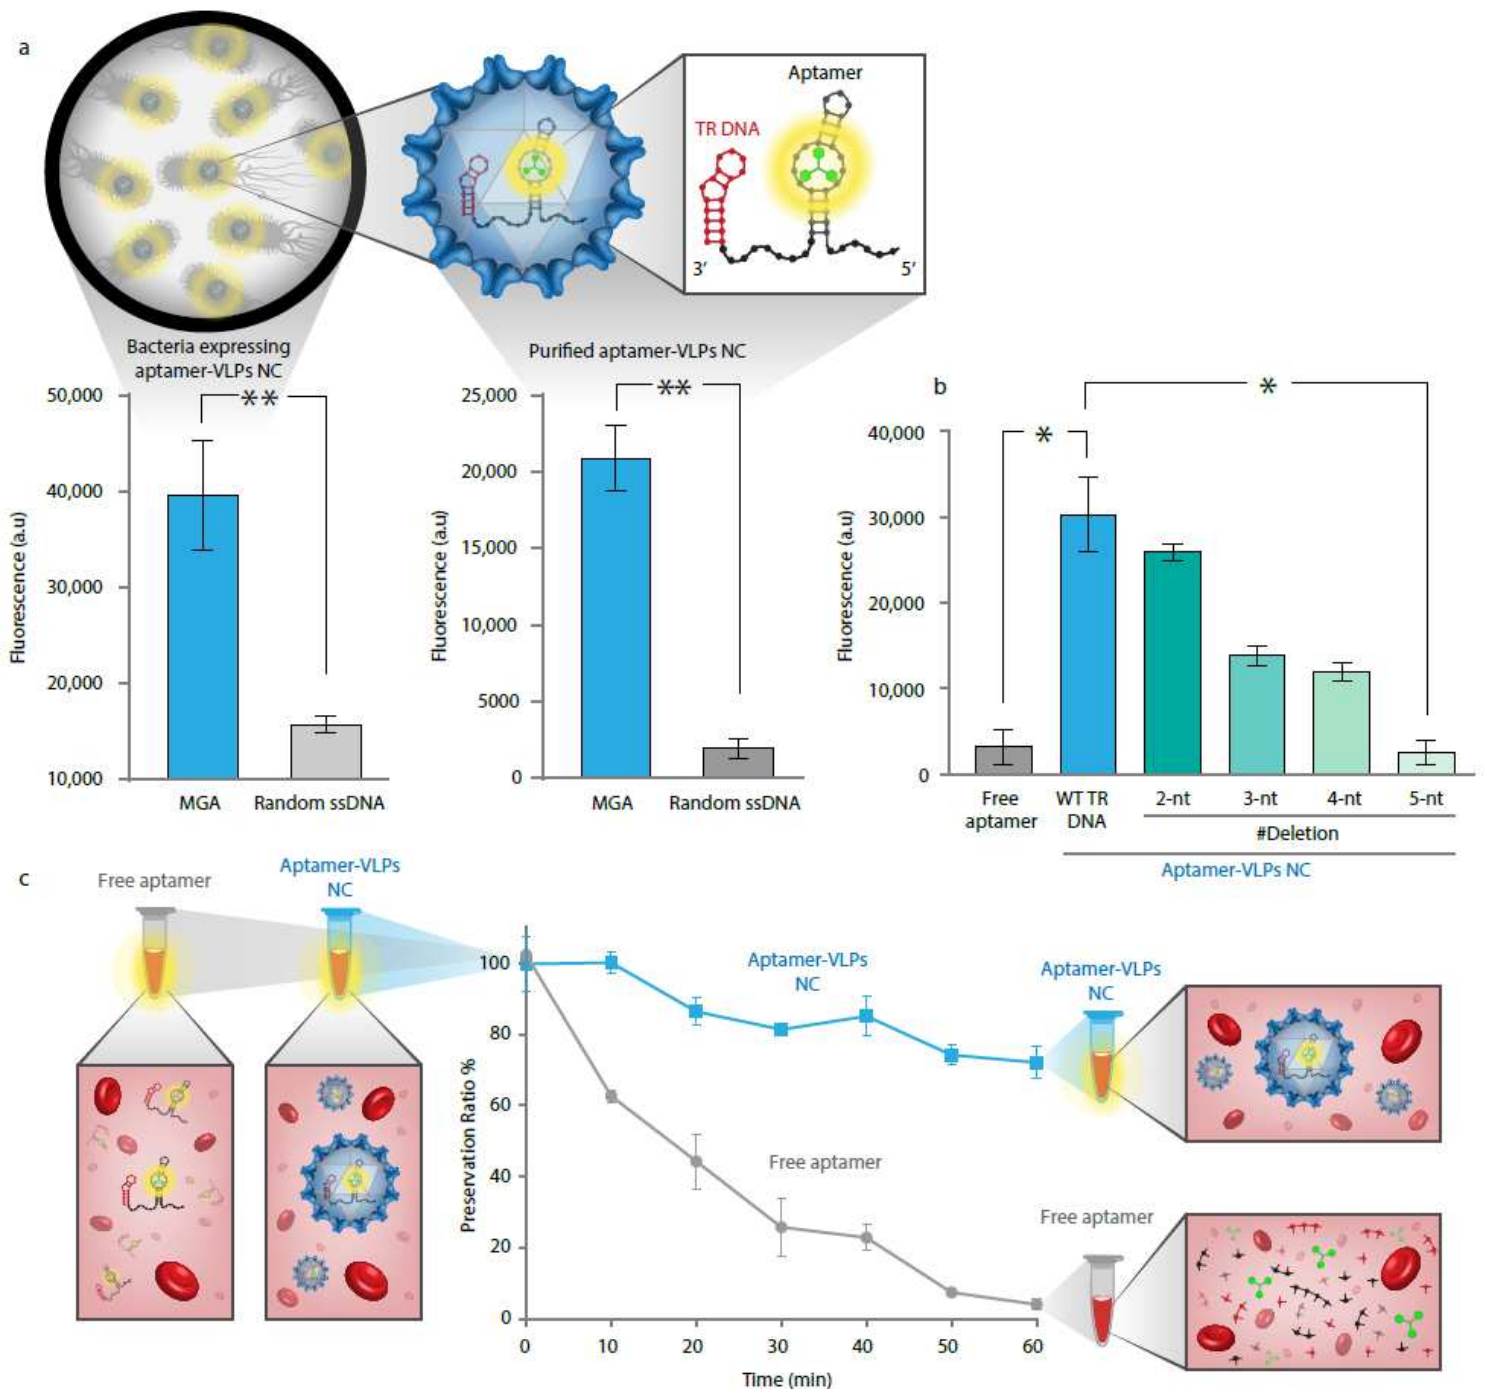 a
Aptamer
TR DNA
3′
5′
Bacteria expressing
aptamer-VLPs NC
Purified aptamer-VLPs NC
50,000
40,000
30,000
20,000
10,000
Fluorescence (a.u)
**
MGA
Random ssDNA
25,000
20,000
15,000
10,000
5000
0
Fluorescence (a.u)
**
MGA
Random ssDNA
b
40,000
30,000
20,000
10,000
0
Fluorescence (a.u)
*
*
Free
aptamer
WT TR
DNA
2-nt
3-nt
4-nt
5-nt
#Deletion
Aptamer-VLPs NC
c
Free aptamer
Aptamer-VLPs
NC
100
80
60
40
20
0
Preservation Ratio %
Aptamer-VLPs
NC
Free aptamer
0
10
20
30
40
50
60
Time (min)
Aptamer-VLPs
NC
Free aptamer